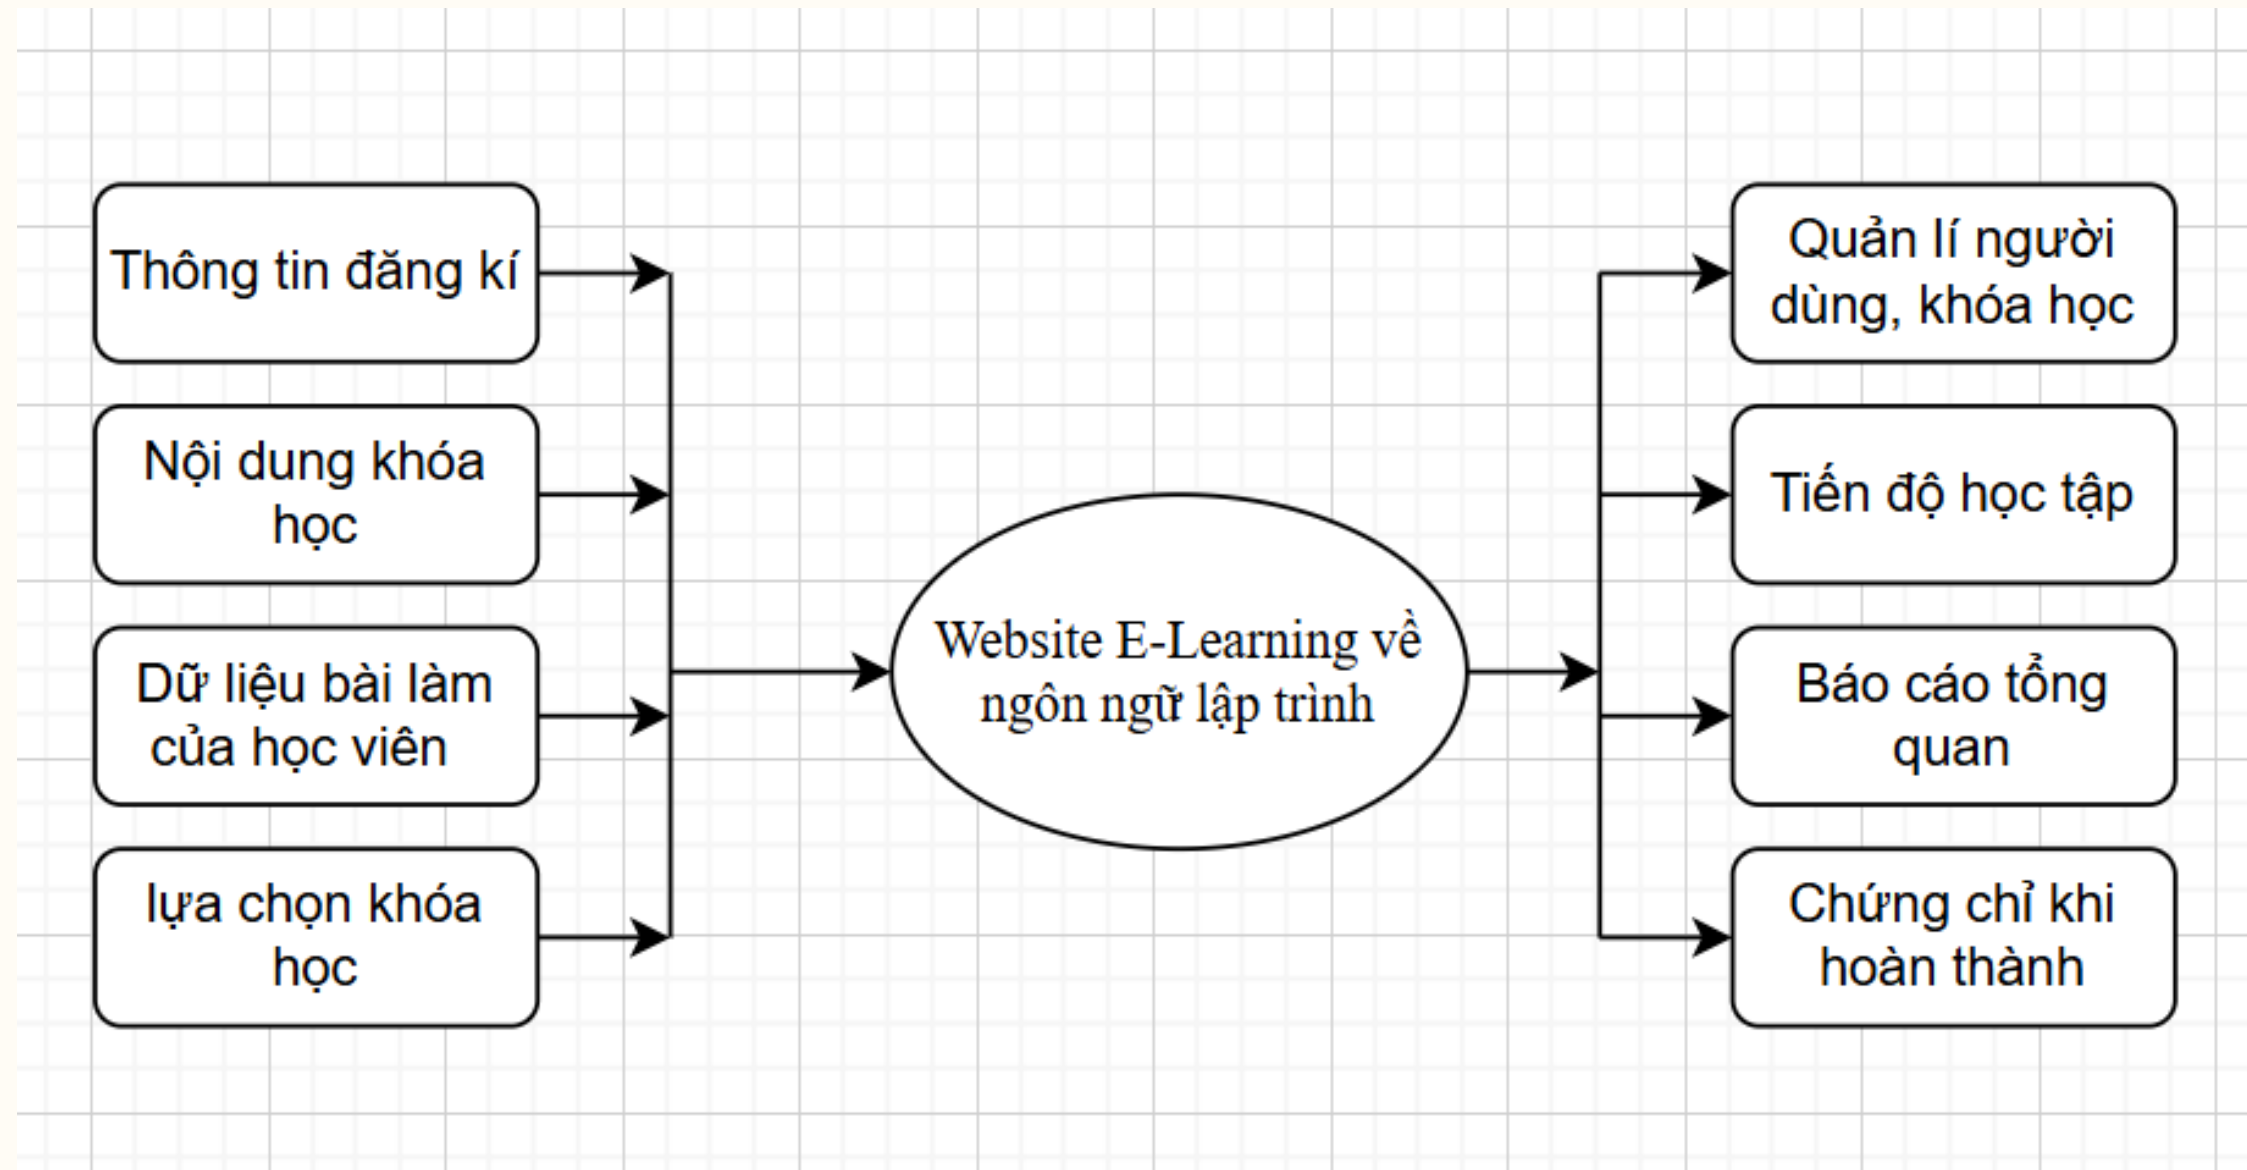 Thông tin đăng kí
Nội dung khóa
học
Dữ liệu bài làm
của học viên
lựa chọn khóa
học
Website E-Learning về
ngôn ngữ lập trình
Quản lí người
dùng, khóa học
Tiến độ học tập
Báo cáo tổng
quan
Chứng chỉ khi
hoàn thành